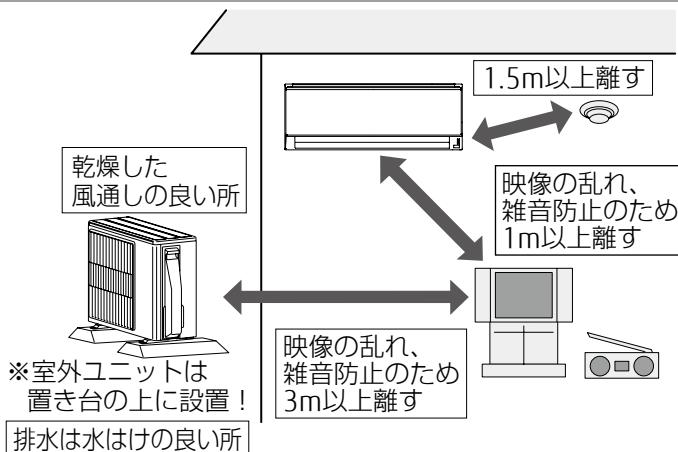 1.5m以上離す
乾燥した
風通しの良い所
映像の乱れ、
雑音防止のため
1m以上離す
映像の乱れ、
雑音防止のため
3m以上離す
※室外ユニットは
置き台の上に設置！
排水は水はけの良い所